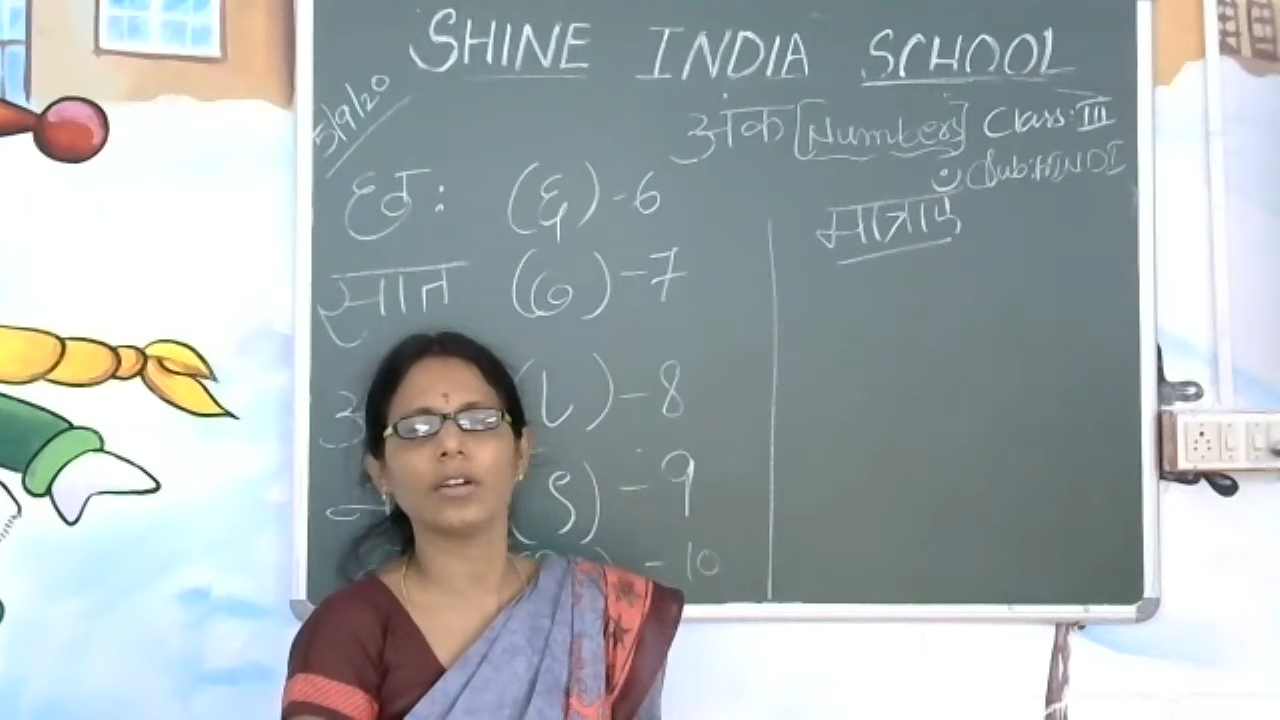 SHINE INDIA SCHOOL
5/9/20
अंक [Numbers] Class: III
Sub: HINDI
मात्राएँ
छः (६) - 6
सात (७) - 7
(८) - 8
(९) - 9
- 10